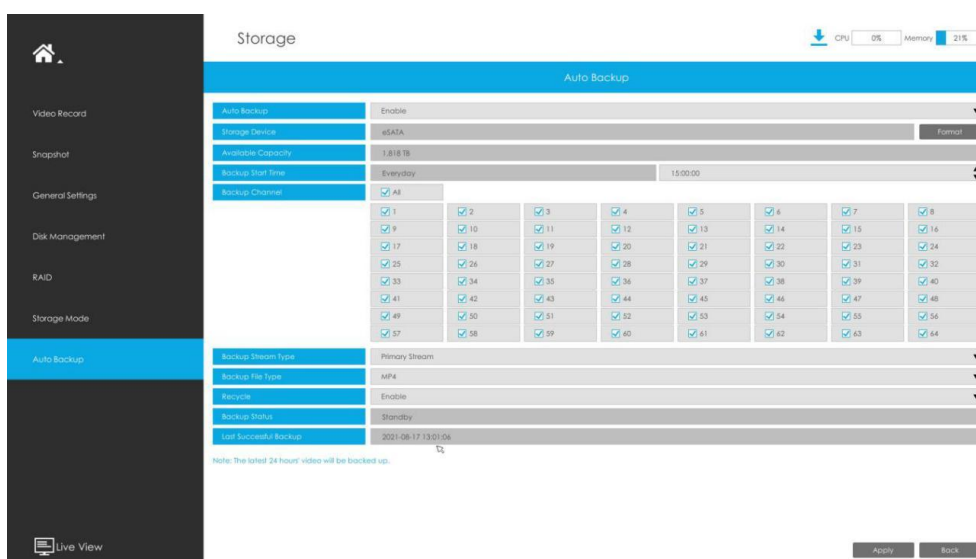 Storage
CPU 0% Memory 21%
Auto Backup
Video Record
Snapshot
General Settings
Disk Management
RAID
Storage Mode
Auto Backup
Live View
Auto Backup Enable
Storage Device eSATA Format
Available Capacity 1.818 TB
Backup Start Time Everyday 15:00:00
Backup Channel All
1 2 3 4 5 6 7 8
9 10 11 12 13 14 15 16
17 18 19 20 21 22 23 24
25 26 27 28 29 30 31 32
33 34 35 36 37 38 39 40
41 42 43 44 45 46 47 48
49 50 51 52 53 54 55 56
57 58 59 60 61 62 63 64
Backup Stream Type Primary Stream
Backup File Type MP4
Recycle Enable
Backup Status Standby
Last Successful Backup 2021-08-17 13:01:06
Note: The latest 24 hours' video will be backed up.
Apply Back